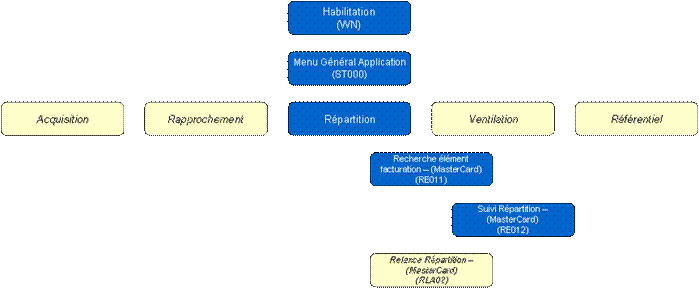 Habilitation
(WN)
Menu Général Application
(ST000)
Acquisition
Rapprochement
Répartition
Ventilation
Référentiel
Recherche élément
facturation – (MasterCard)
(RE011)
Suivi Répartition –
(MasterCard)
(RE012)
Relance Répartition –
(MasterCard)
(RLA02)